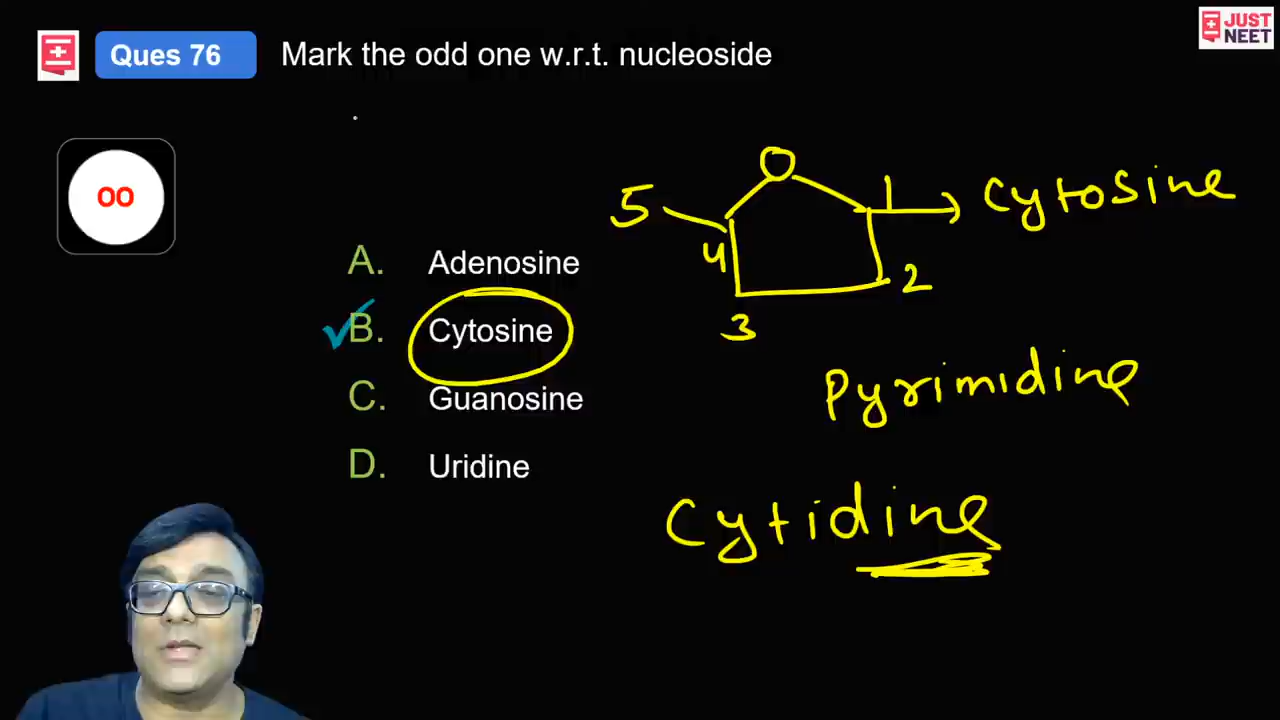 JUST
NEET
Ques 76
Mark the odd one w.r.t. nucleoside
00
A. Adenosine
B. Cytosine
C. Guanosine
D. Uridine
O
5
1
Cytosine
4
2
3
Pyrimidine
Cytidine